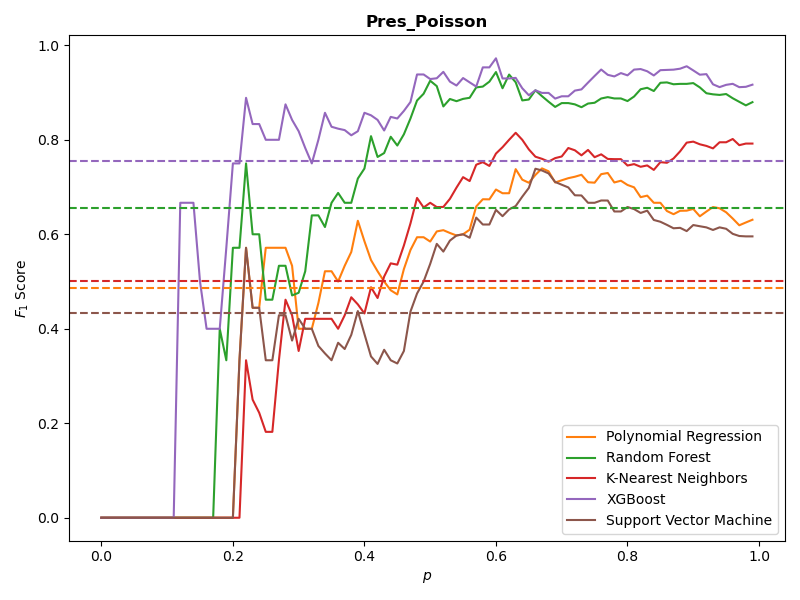 Pres_Poisson
F1 Score
1.0
0.8
0.6
0.4
0.2
0.0
0.0 0.2 0.4 0.6 0.8 1.0
p
Polynomial Regression
Random Forest
K-Nearest Neighbors
XGBoost
Support Vector Machine